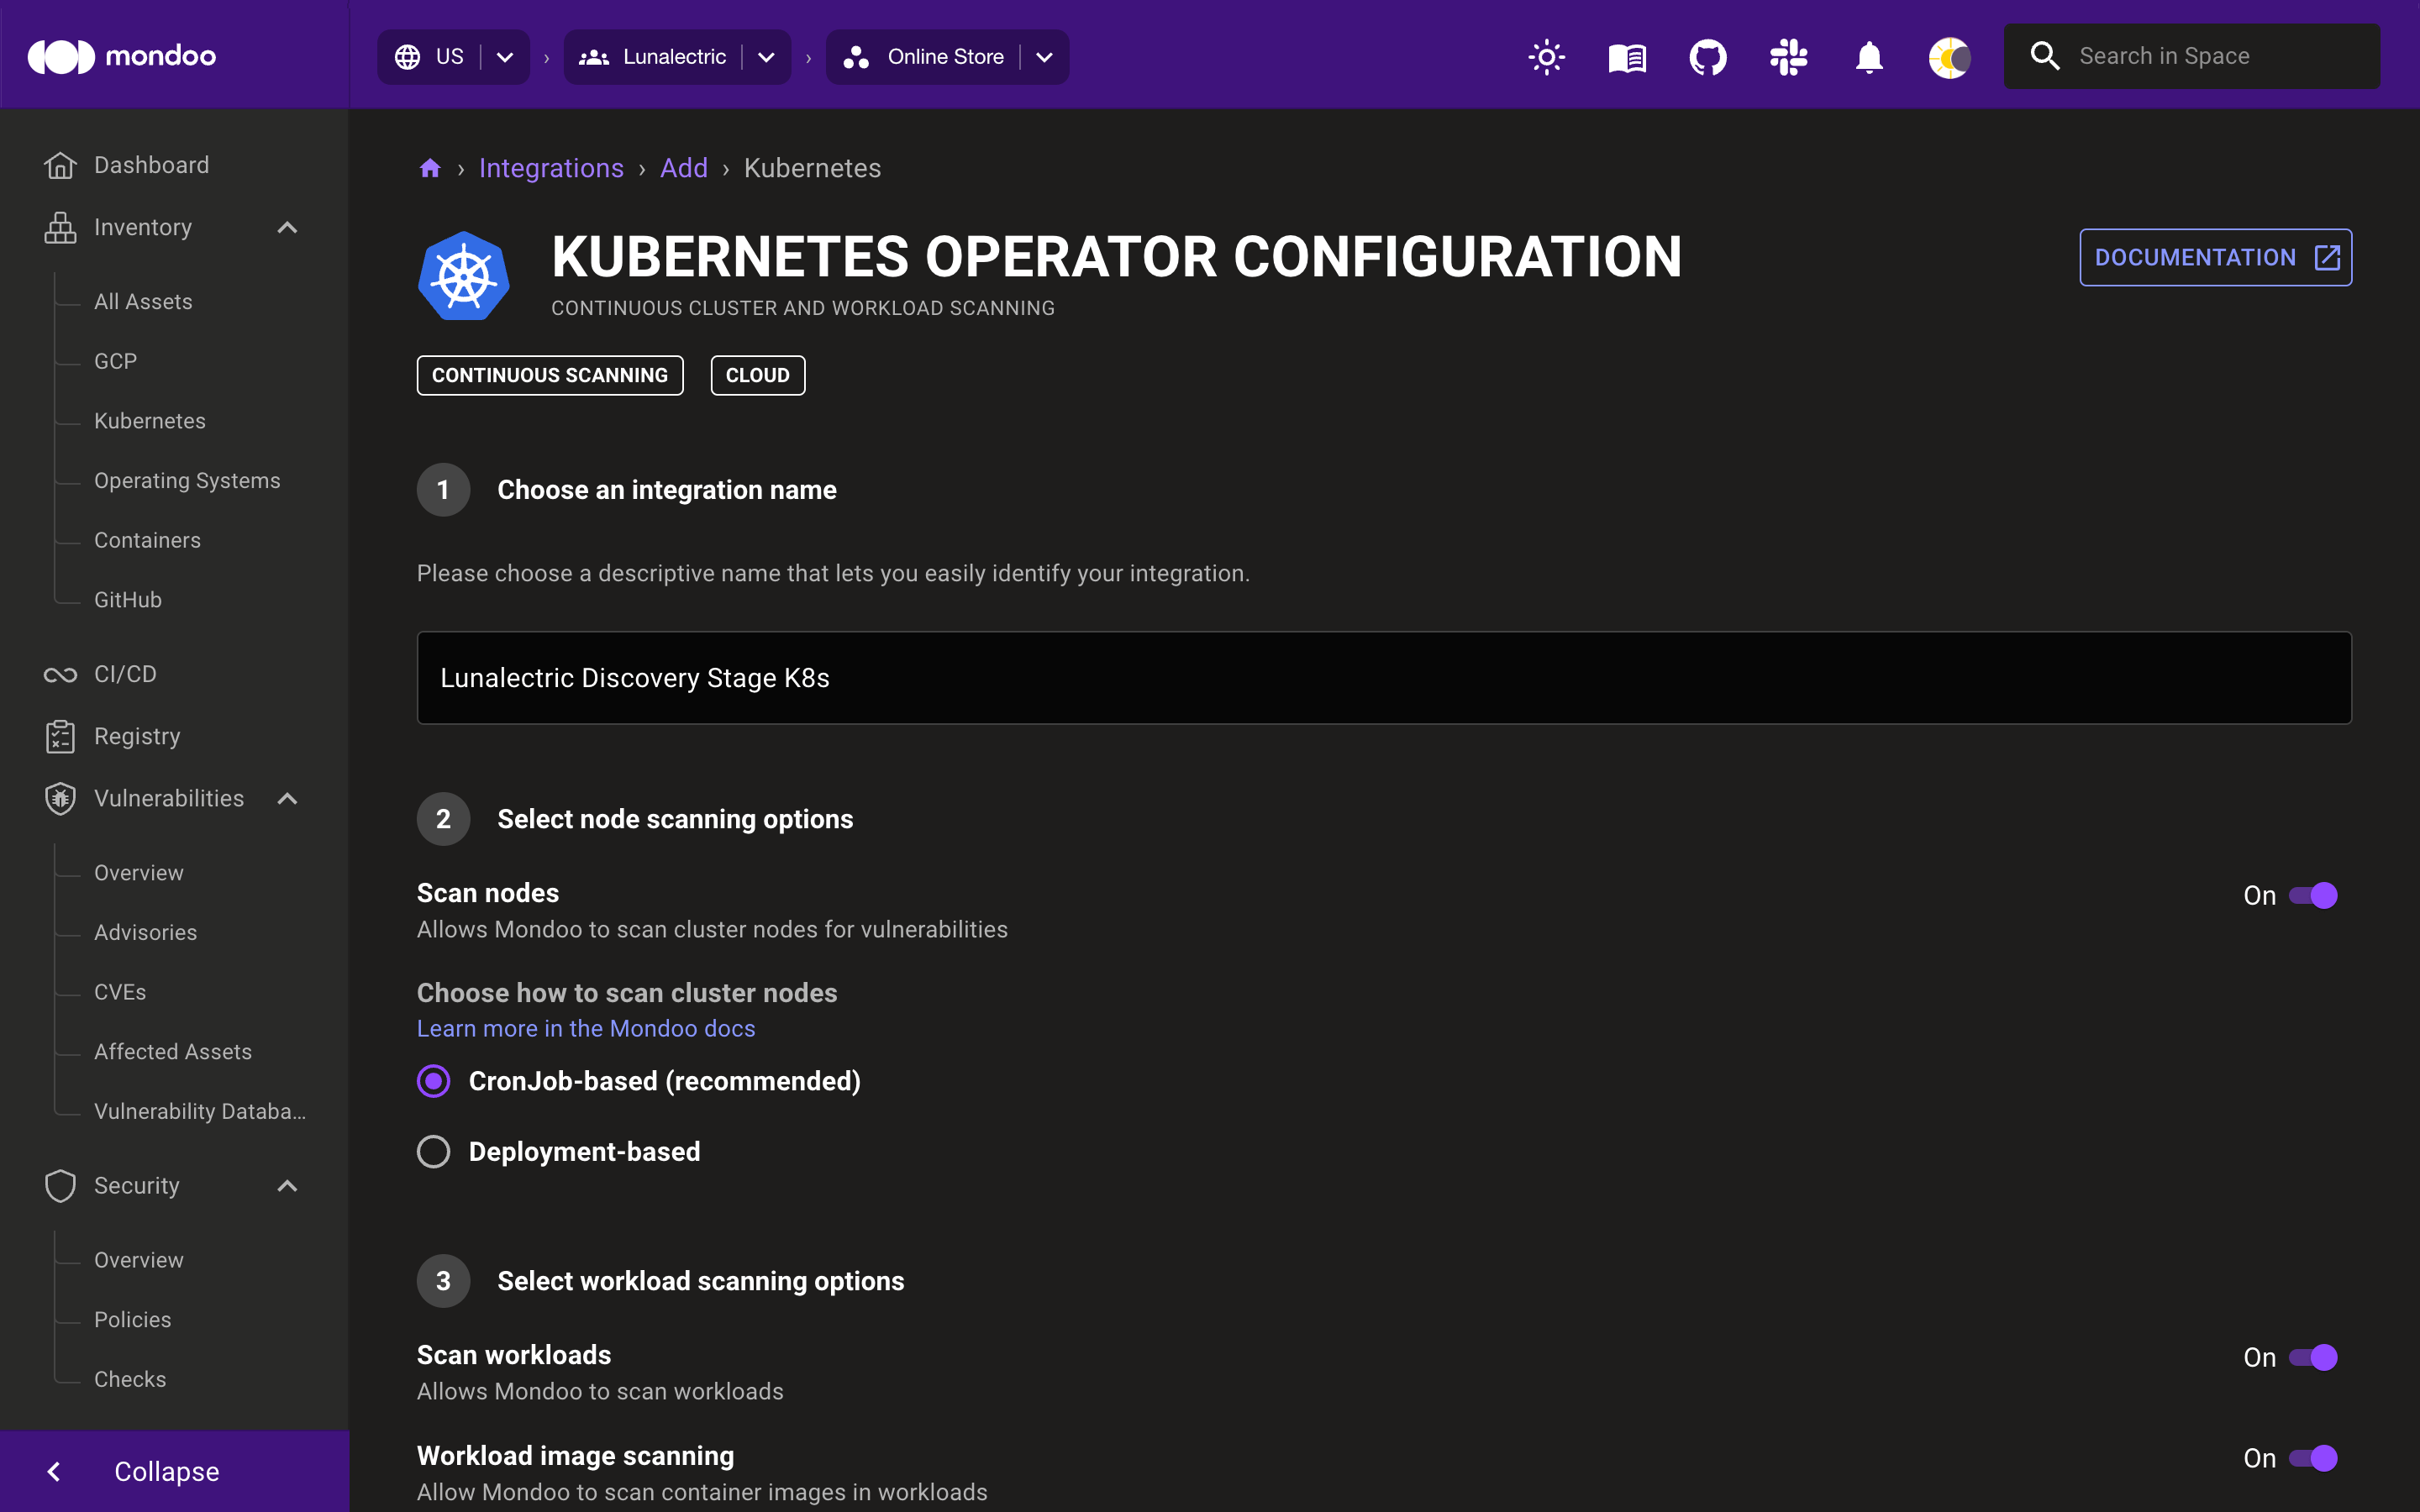 mondoo
US
Lunalectric
Online Store
Search in Space
Dashboard
Inventory
All Assets
GCP
Kubernetes
Operating Systems
Containers
GitHub
CI/CD
Registry
Vulnerabilities
Overview
Advisories
CVEs
Affected Assets
Vulnerability Databa...
Security
Overview
Policies
Checks
Collapse
› Integrations › Add › Kubernetes
KUBERNETES OPERATOR CONFIGURATION
CONTINUOUS CLUSTER AND WORKLOAD SCANNING
DOCUMENTATION
CONTINUOUS SCANNING
CLOUD
1 Choose an integration name
Please choose a descriptive name that lets you easily identify your integration.
Lunalectric Discovery Stage K8s
2 Select node scanning options
Scan nodes
On
Allows Mondoo to scan cluster nodes for vulnerabilities
Choose how to scan cluster nodes
Learn more in the Mondoo docs
CronJob-based (recommended)
Deployment-based
3 Select workload scanning options
Scan workloads
On
Allows Mondoo to scan workloads
Workload image scanning
On
Allow Mondoo to scan container images in workloads